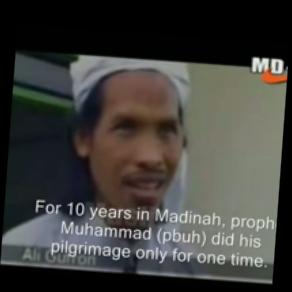 MD
For 10 years in Madinah, proph
Muhammad (pbuh) did his
pilgrimage only for one time.
Ali Gufron